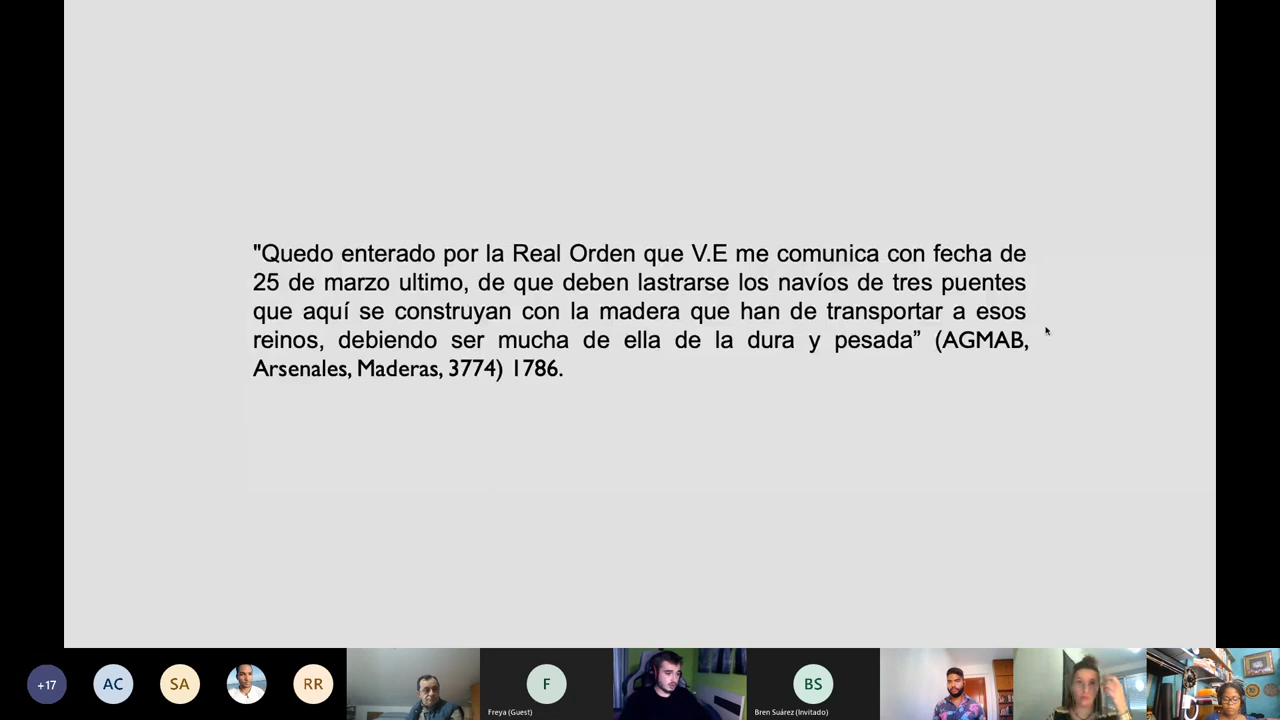 "Quedo enterado por la Real Orden que V.E me comunica con fecha de
25 de marzo ultimo, de que deben lastrarse los navíos de tres puentes
que aquí se construyan con la madera que han de transportar a esos
reinos, debiendo ser mucha de ella de la dura y pesada” (AGMAB,
Arsenales, Maderas, 3774) 1786.
+17
AC
SA
RR
F
Freya (Guest)
BS
Bren Suárez (Invitado)